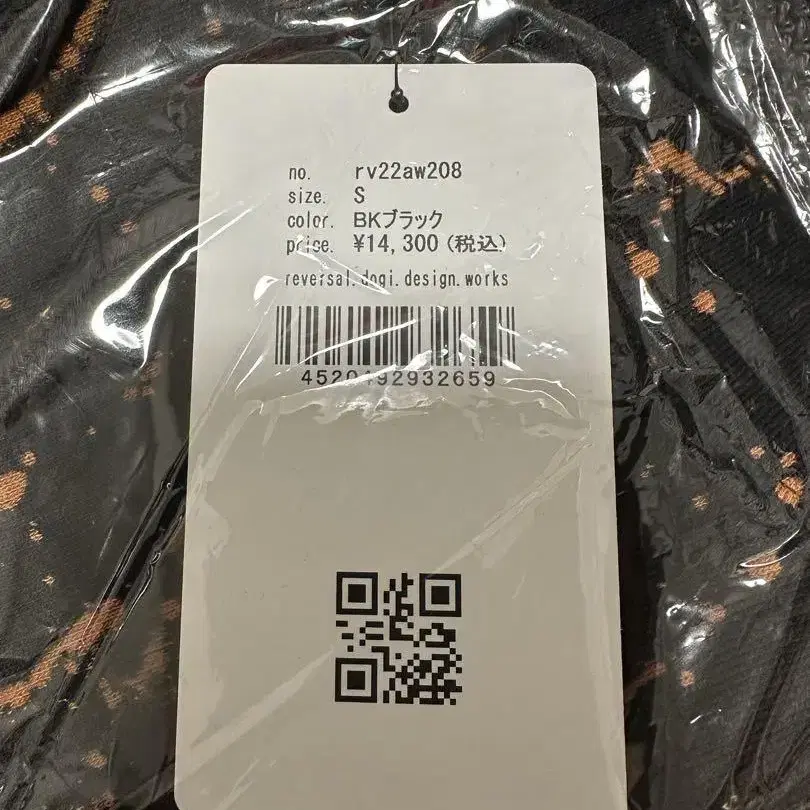 no. rv22aw208
size. S
color. BKブラック
price. ¥14,300(税込)
reversal.dogi.design.works
4520492932659